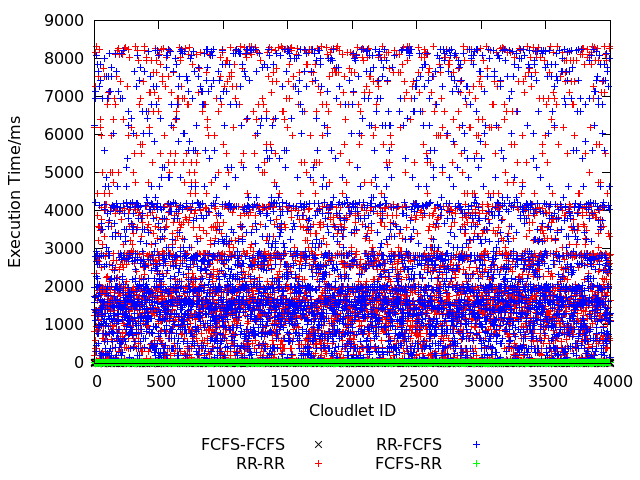 9000
8000
7000
6000
5000
4000
3000
2000
1000
0
Execution Time/ms
0 500 1000 1500 2000 2500 3000 3500 4000
Cloudlet ID
FCFS-FCFS RR-FCFS
RR-RR FCFS-RR